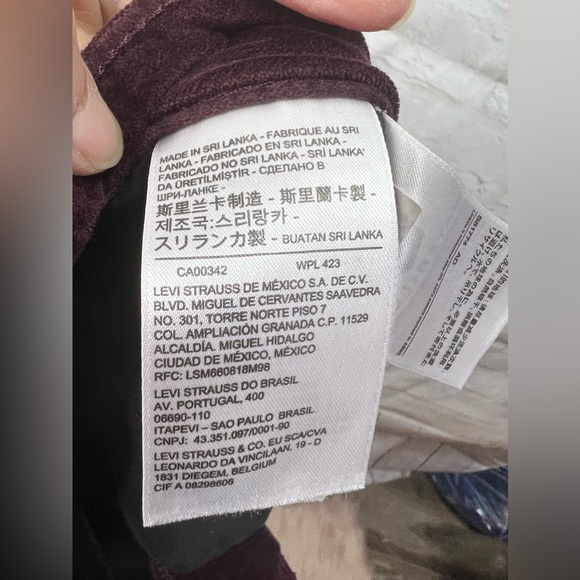 MADE IN SRI LANKA - FABRIQUE AU SRI
LANKA - FABRICADO EN SRI LANKA -
FABRICADO NO SRI LANKA - SRİ LANKA'
DA ÜRETİLMİŞTİR - СДЕЛАНО В
ШРИ-ЛАНКЕ -
斯里兰卡制造 - 斯里蘭卡製 -
제조국:스리랑카 -
スリランカ製 - BUATAN SRI LANKA
CA00342 WPL 423
LEVI STRAUSS DE MÉXICO S.A. DE C.V.
BLVD. MIGUEL DE CERVANTES SAAVEDRA
NO. 301, TORRE NORTE PISO 7
COL. AMPLIACIÓN GRANADA C.P. 11529
ALCALDÍA. MIGUEL HIDALGO
CIUDAD DE MÉXICO, MÉXICO
RFC: LSM660818M98
LEVI STRAUSS DO BRASIL
AV. PORTUGAL, 400
06690-110
ITAPEVI – SAO PAULO BRASIL
CNPJ: 43.351.097/0001-90
LEVI STRAUSS & CO. EU SCA/CVA
LEONARDO DA VINCILAAN, 19 - D
1831 DIEGEM, BELGIUM
CIF A 08298606